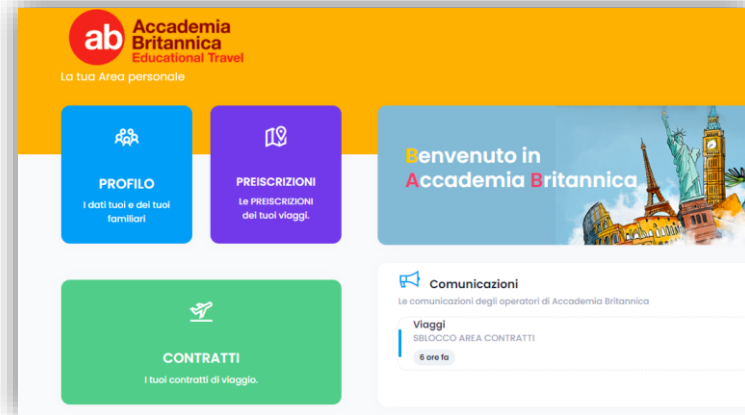 ab
Accademia
Britannica
Educational Travel
La tua Area personale
PROFILO
I dati tuoi e dei tuoi
familiari
PREISCRIZIONI
Le PREISCRIZIONI
dei tuoi viaggi.
Benvenuto in
Accademia Britannica
CONTRATTI
I tuoi contratti di viaggio.
Comunicazioni
Le comunicazioni degli operatori di Accademia Britannica
Viaggi
SBLOCCO AREA CONTRATTI
6 ore fa